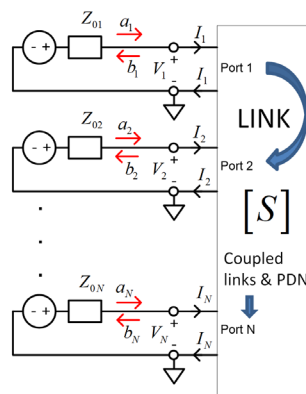 Z01 a1 I1
- + b1 V1 + - I1 Port 1
LINK
Z02 a2 I2
- + b2 V2 + - I2 Port 2
[S]
Coupled
links & PDN
Z0N aN IN
- + bN VN + - IN Port N